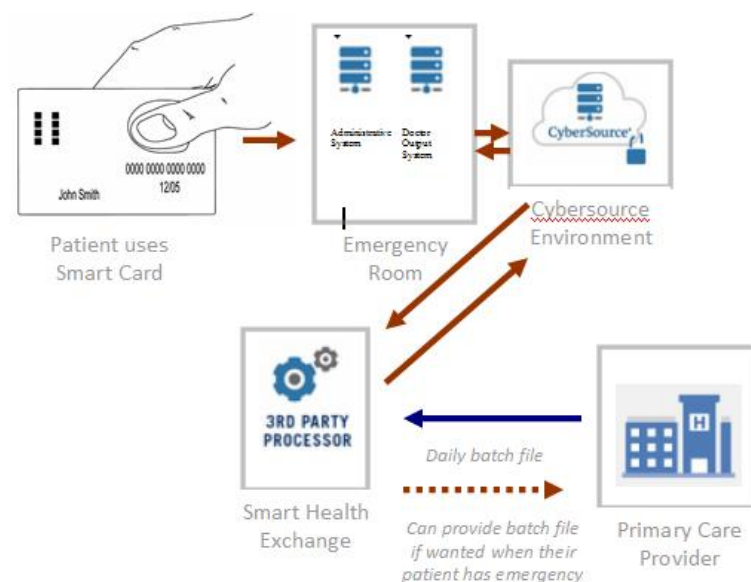 0000 0000 0000 0000
12/05
John Smith
Patient uses
Smart Card
Administrative
System
Doctor
Output
System
Emergency
Room
CyberSource®
Cybersource
Environment
3RD PARTY
PROCESSOR
Smart Health
Exchange
Daily batch file
Can provide batch file
if wanted when their
patient has emergency
H
Primary Care
Provider